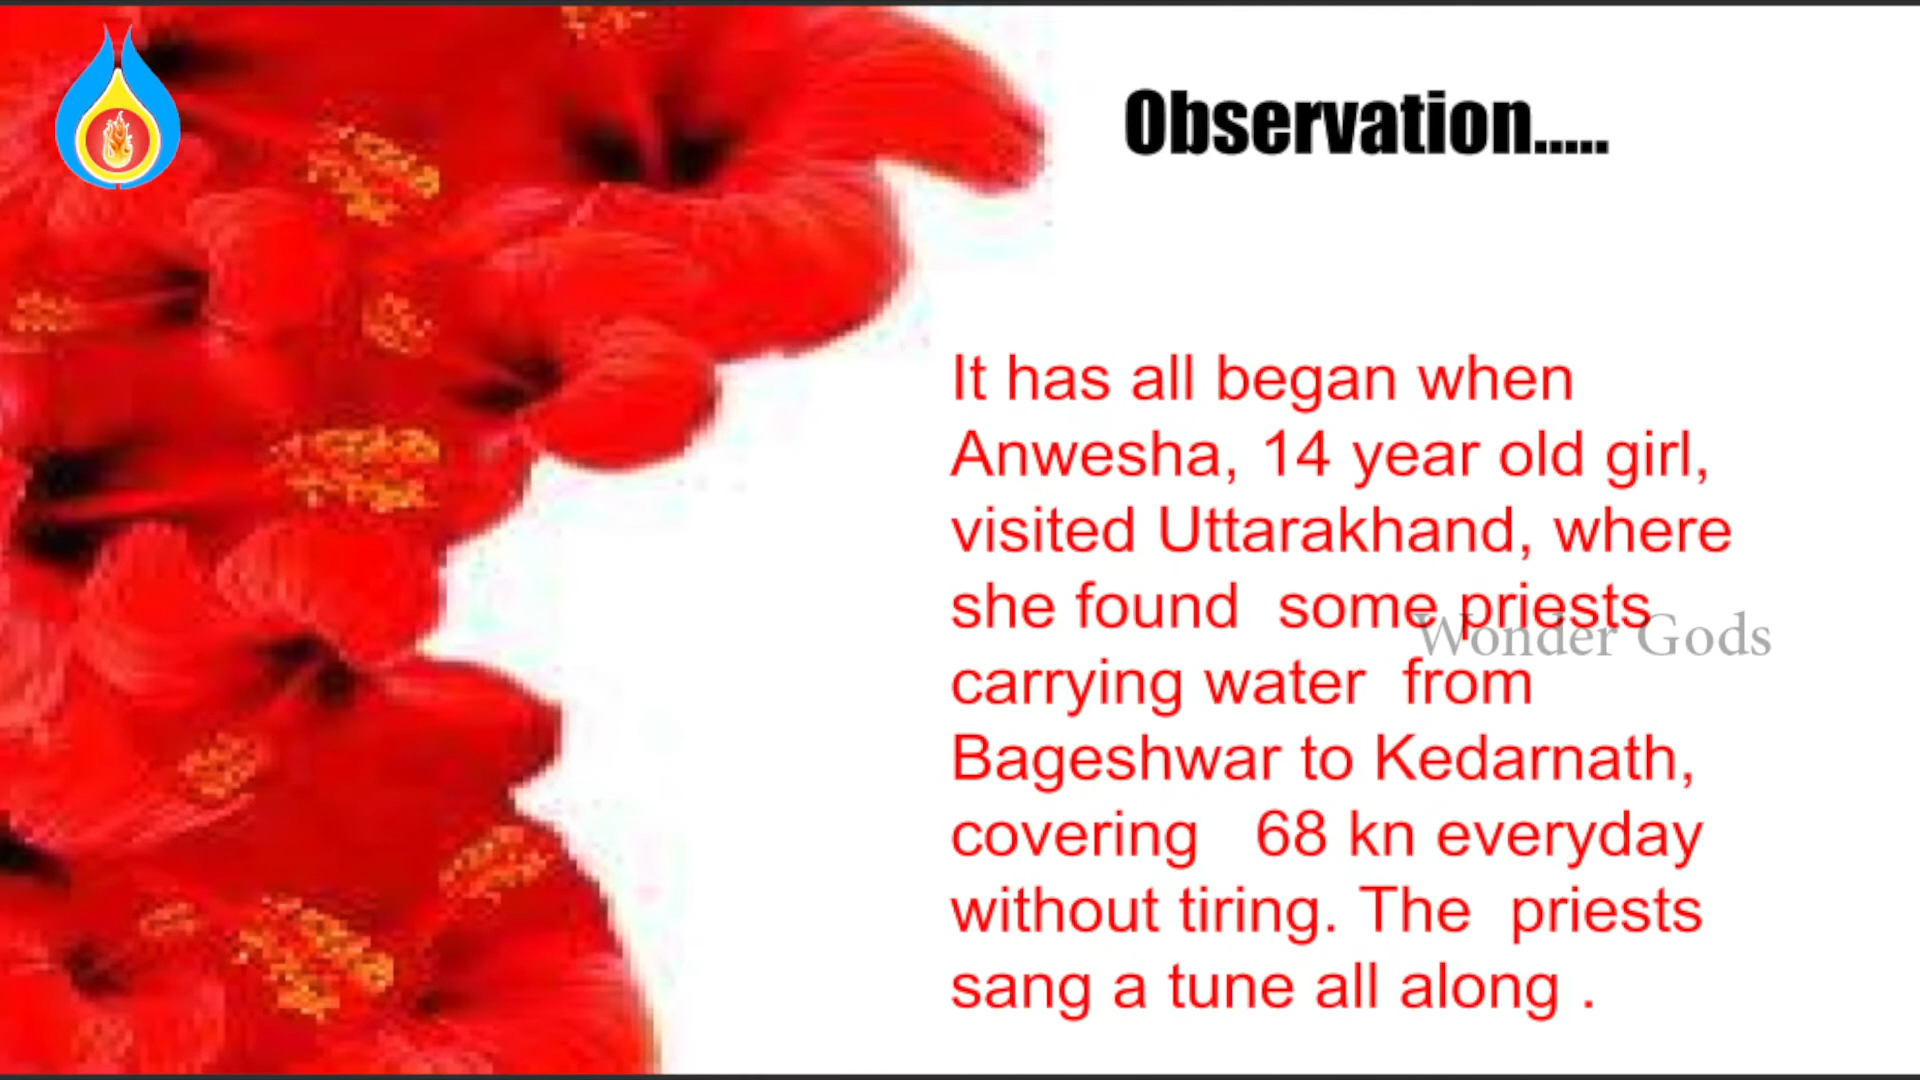 Observation.....
It has all began when
Anwesha, 14 year old girl,
visited Uttarakhand, where
she found  some priests
Wonder Gods
carrying water  from
Bageshwar to Kedarnath,
covering   68 kn everyday
without tiring. The  priests
sang a tune all along .